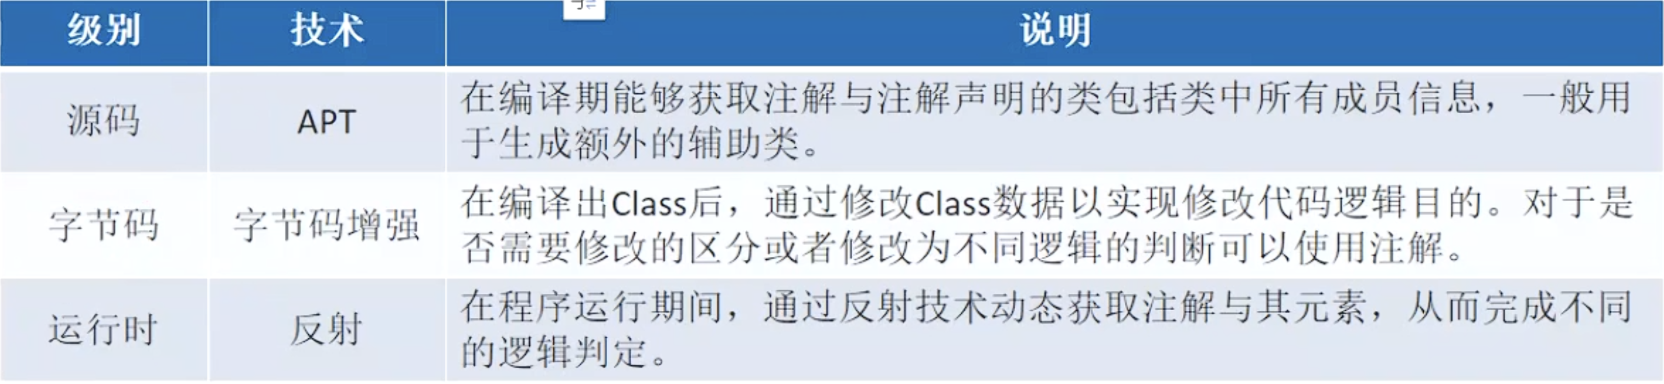 级别 技术 说明
源码 APT 在编译期能够获取注解与注解声明的类包括类中所有成员信息，一般用
于生成额外的辅助类。
字节码 字节码增强 在编译出Class后，通过修改Class数据以实现修改代码逻辑目的。对于是
否需要修改的区分或者修改为不同逻辑的判断可以使用注解。
运行时 反射 在程序运行期间，通过反射技术动态获取注解与其元素，从而完成不同
的逻辑判定。